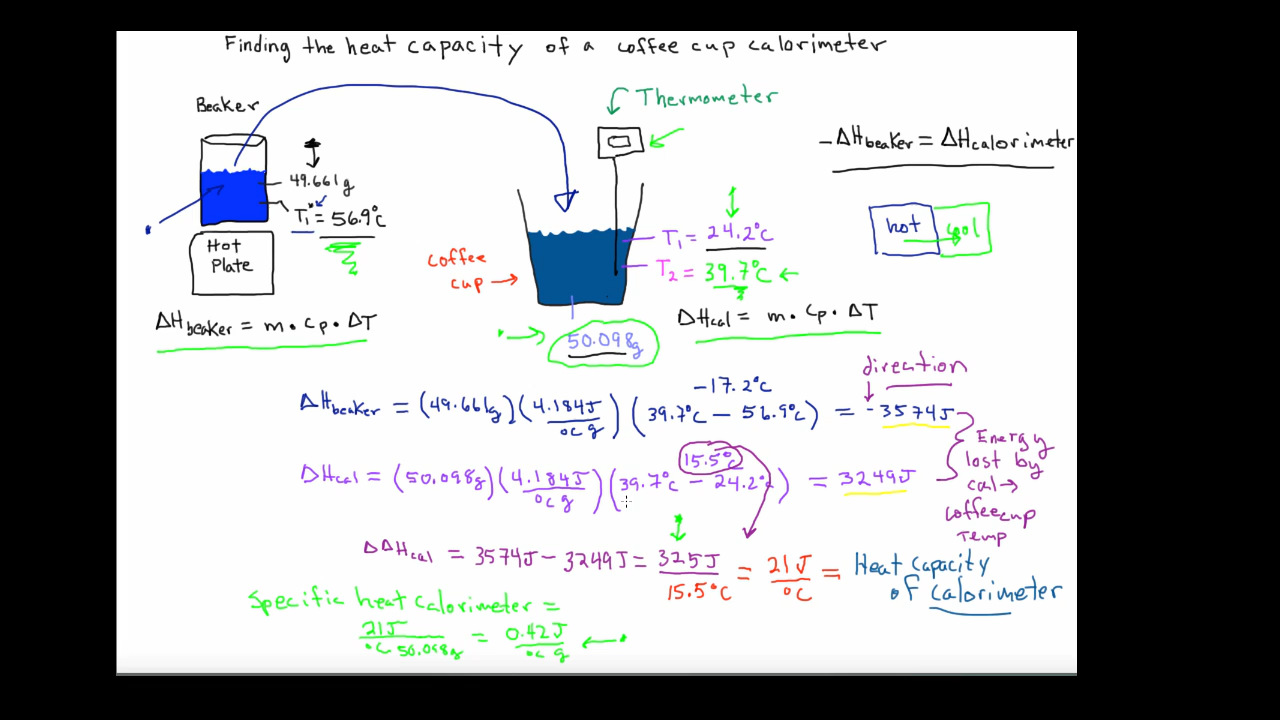 Finding the heat capacity of a coffee cup calorimeter
Beaker
Thermometer
49.661g
T₁* = 56.9°C
Hot
Plate
coffee
cup
T₁ = 24.2°C
T₂ = 39.7°C
50.098g
-ΔHbeaker = ΔHcalorimeter
hot cool
ΔHbeaker = m • Cp • ΔT
ΔHcal = m • Cp • ΔT
direction
-17.2°C
ΔHbeaker = (49.661g)(4.184J/°C g)(39.7°C - 56.9°C) = -3574J
15.5°C
ΔHcal = (50.098g)(4.184J/°C g)(39.7°C - 24.2°C) = 3249J
Energy
lost by
cal→
coffeecup
Temp
ΔΔHcal = 3574J - 3249J = 325J/15.5°C = 21J/°C = Heat capacity
of calorimeter
Specific heat calorimeter =
21J/°C 50.098g = 0.42J/°C g